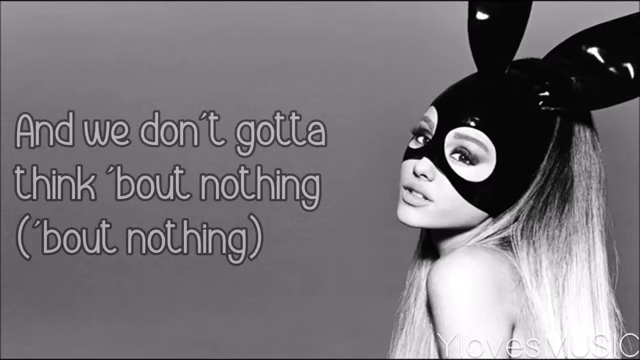 And we don't gotta
think 'bout nothing
('bout nothing)
YlovesMUSIC